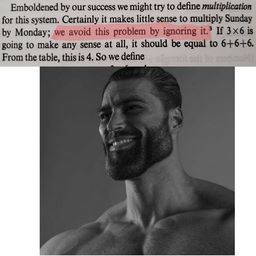 Emboldened by our success we might try to define multiplication
for this system. Certainly it makes little sense to multiply Sunday
by Monday; we avoid this problem by ignoring it.³ If 3×6 is
going to make any sense at all, it should be equal to 6+6+6.
From the table, this is 4. So we define